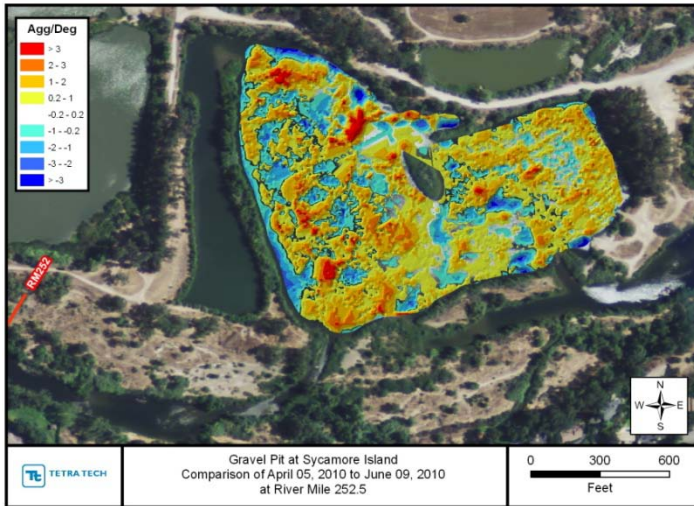 Agg/Deg
> 3
2 - 3
1 - 2
0.2 - 1
-0.2 - 0.2
-1 - -0.2
-2 - -1
-3 - -2
> -3
RM252
N
W E
S
Tt TETRA TECH
Gravel Pit at Sycamore Island
Comparison of April 05, 2010 to June 09, 2010
at River Mile 252.5
0 300 600
Feet